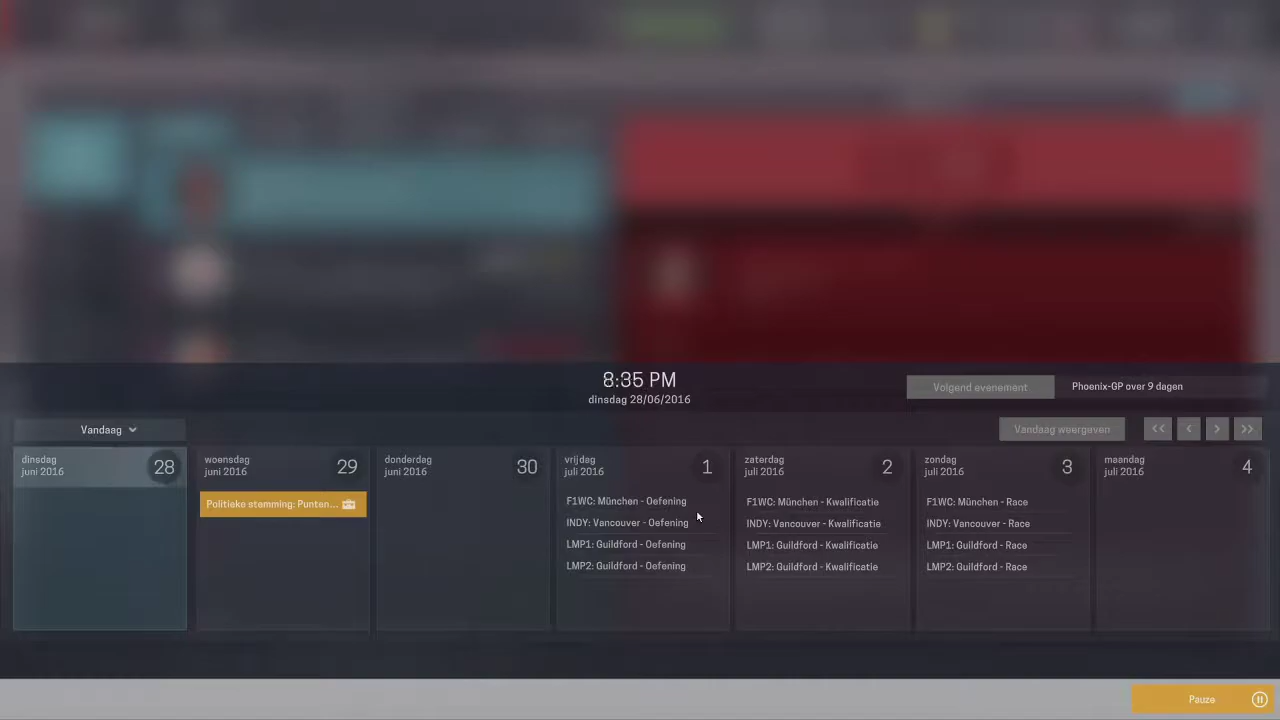 8:35 PM
dinsdag 28/06/2016
Volgend evenement
Phoenix-GP over 9 dagen
Vandaag
Vandaag weergeven
dinsdag
juni 2016
28
woensdag
juni 2016
29
Politieke stemming: Punten...
donderdag
juni 2016
30
vrijdag
juli 2016
1
F1WC: München - Oefening
INDY: Vancouver - Oefening
LMP1: Guildford - Oefening
LMP2: Guildford - Oefening
zaterdag
juli 2016
2
F1WC: München - Kwalificatie
INDY: Vancouver - Kwalificatie
LMP1: Guildford - Kwalificatie
LMP2: Guildford - Kwalificatie
zondag
juli 2016
3
F1WC: München - Race
INDY: Vancouver - Race
LMP1: Guildford - Race
LMP2: Guildford - Race
maandag
juli 2016
4
Pauze